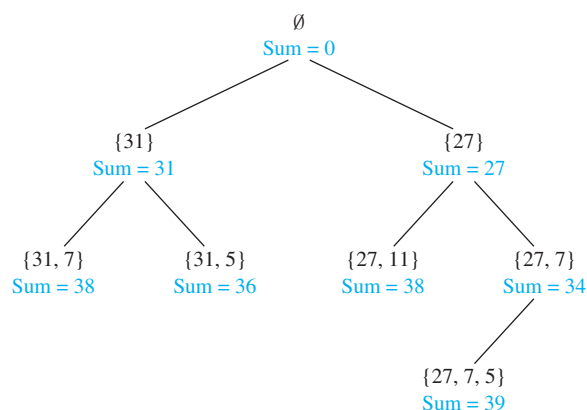 ∅
Sum = 0
{31}
Sum = 31
{27}
Sum = 27
{31, 7}
Sum = 38
{31, 5}
Sum = 36
{27, 11}
Sum = 38
{27, 7}
Sum = 34
{27, 7, 5}
Sum = 39